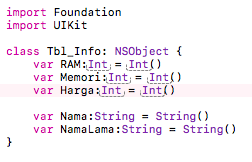 import Foundation
import UIKit
class Tbl_Info: NSObject {
var RAM:Int = Int()
var Memori:Int = Int()
var Harga:Int = Int()
var Nama:String = String()
var NamaLama:String = String()
}